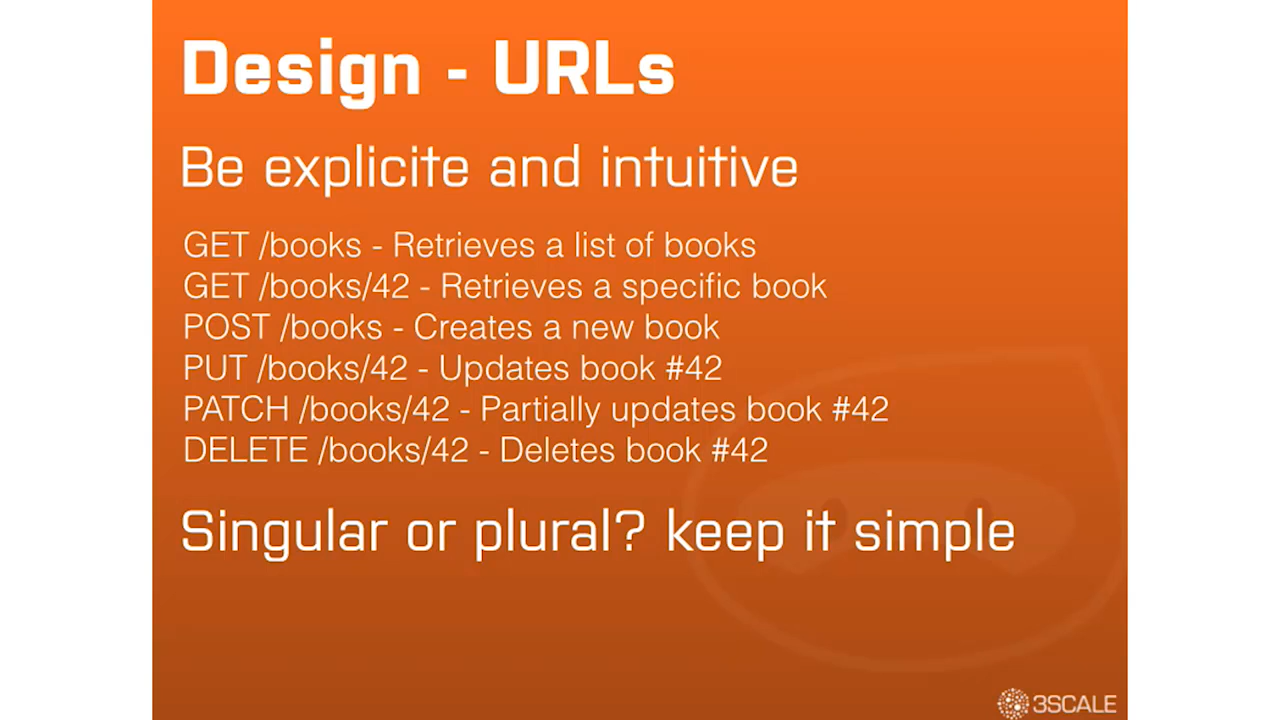 Design - URLs
Be explicite and intuitive
GET /books - Retrieves a list of books
GET /books/42 - Retrieves a specific book
POST /books - Creates a new book
PUT /books/42 - Updates book #42
PATCH /books/42 - Partially updates book #42
DELETE /books/42 - Deletes book #42
Singular or plural? keep it simple
3SCALE